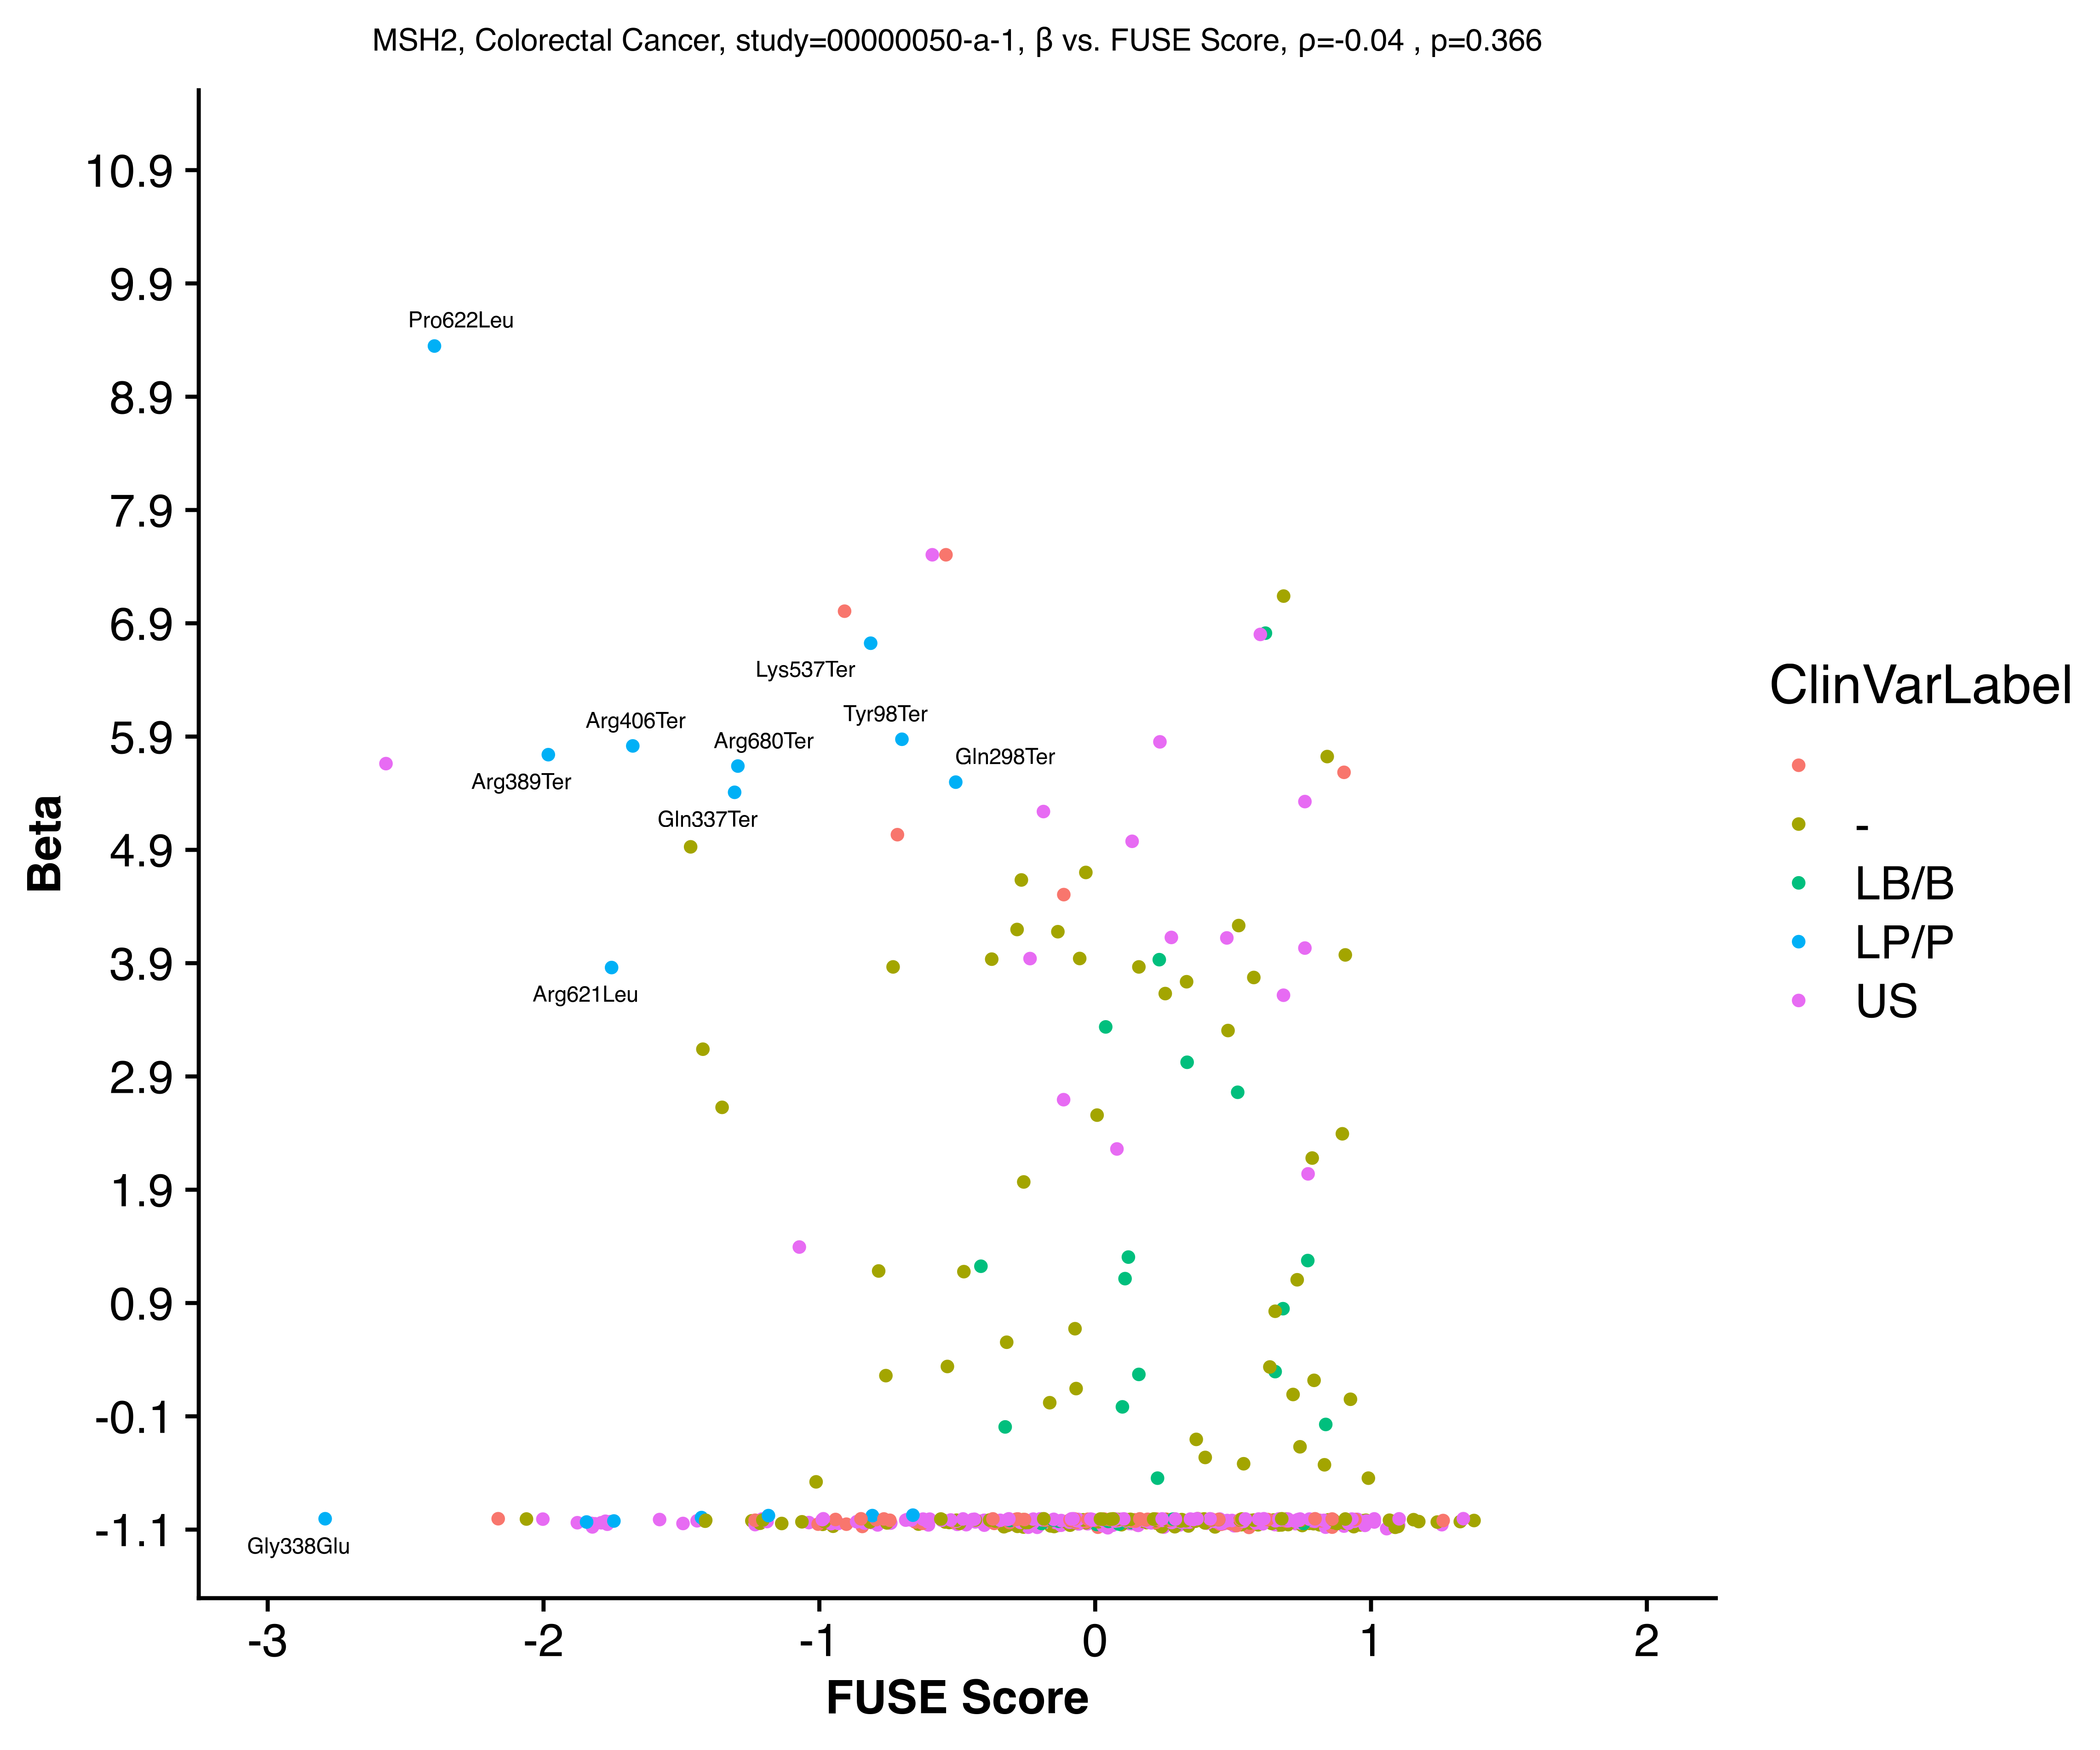 MSH2, Colorectal Cancer, study=00000050-a-1, β vs. FUSE Score, ρ=-0.04 , p=0.366
10.9
9.9
8.9
7.9
6.9
5.9
4.9
3.9
2.9
1.9
0.9
-0.1
-1.1
Beta
Pro622Leu
Lys537Ter
Tyr98Ter
Arg406Ter
Arg680Ter
Gln298Ter
Arg389Ter
Gln337Ter
Arg621Leu
Gly338Glu
-3
-2
-1
0
1
2
FUSE Score
ClinVarLabel
-
LB/B
LP/P
US